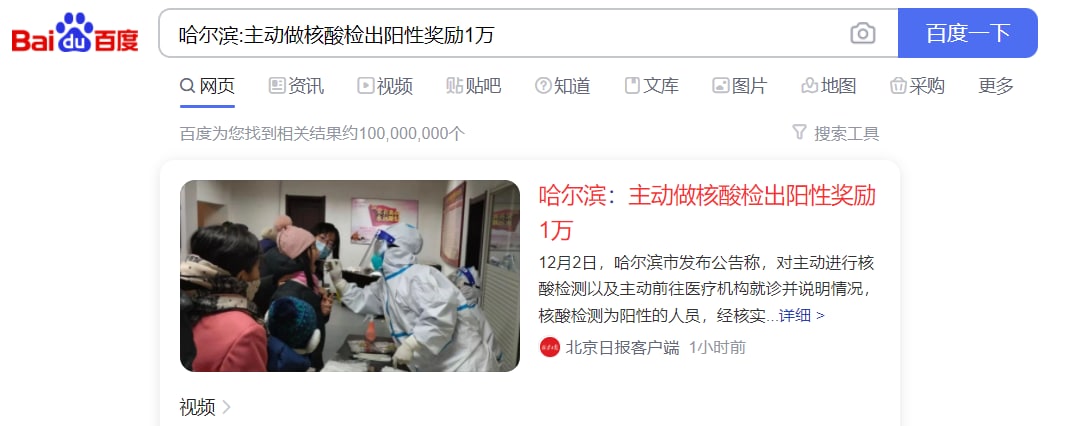 Bai du 百度
哈尔滨:主动做核酸检出阳性奖励1万
百度一下
网页 资讯 视频 贴吧 知道 文库 图片 地图 采购 更多
百度为您找到相关结果约100,000,000个
搜索工具
哈尔滨：主动做核酸检出阳性奖励
1万
12月2日，哈尔滨市发布公告称，对主动进行核
酸检测以及主动前往医疗机构就诊并说明情况，
核酸检测为阳性的人员，经核实...详细 >
北京日报客户端 1小时前
视频 >